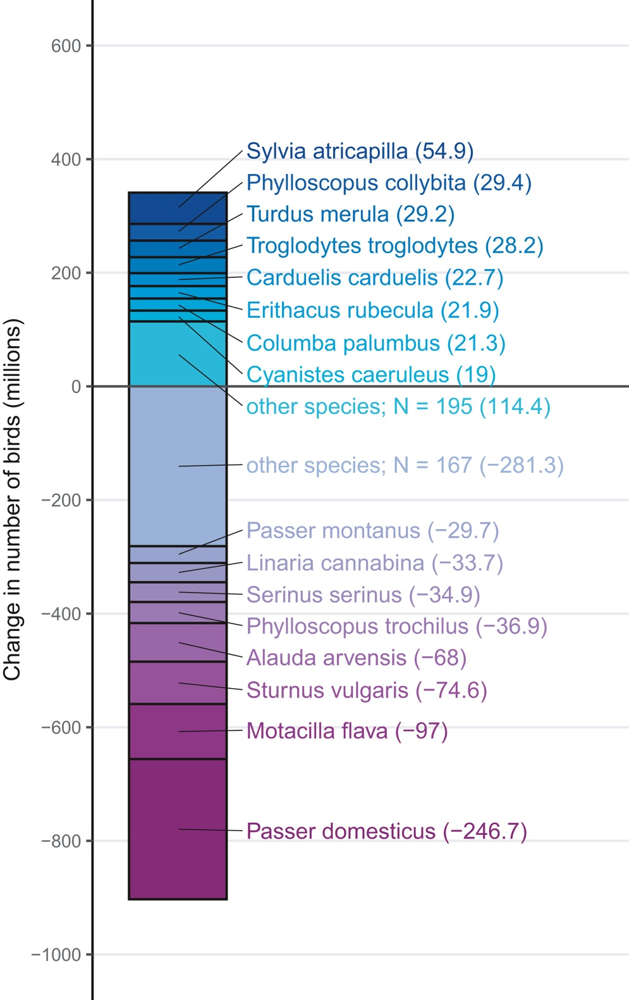 Change in number of birds (millions)
600
400
200
0
−200
−400
−600
−800
−1000
Sylvia atricapilla (54.9)
Phylloscopus collybita (29.4)
Turdus merula (29.2)
Troglodytes troglodytes (28.2)
Carduelis carduelis (22.7)
Erithacus rubecula (21.9)
Columba palumbus (21.3)
Cyanistes caeruleus (19)
other species; N = 195 (114.4)
other species; N = 167 (−281.3)
Passer montanus (−29.7)
Linaria cannabina (−33.7)
Serinus serinus (−34.9)
Phylloscopus trochilus (−36.9)
Alauda arvensis (−68)
Sturnus vulgaris (−74.6)
Motacilla flava (−97)
Passer domesticus (−246.7)